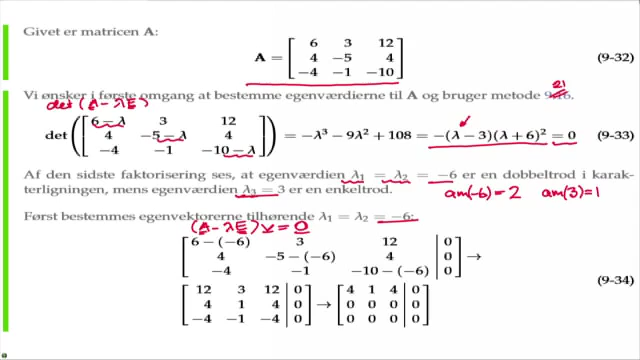 Givet er matricen A:
A = [ 6 3 12
4 −5 4
−4 −1 −10 ] (9-32)
Vi ønsker i første omgang at bestemme egenværdierne til A og bruger metode 9.16. 21
det (A − λE)
det ( [ 6 − λ 3 12
4 −5 − λ 4
−4 −1 −10 − λ ] ) = −λ³ − 9λ² + 108 = −(λ − 3)(λ + 6)² = 0 (9-33)
Af den sidste faktorisering ses, at egenværdien λ₁ = λ₂ = −6 er en dobbeltrod i karak-
terligningen, mens egenværdien λ₃ = 3 er en enkeltrod. am(-6) = 2 am(3) = 1
Først bestemmes egenvektorerne tilhørende λ₁ = λ₂ = −6:
(A − λE) v = 0
[ 6 − (−6) 3 12 | 0
4 −5 − (−6) 4 | 0
−4 −1 −10 − (−6) | 0 ] →
[ 12 3 12 | 0
4 1 4 | 0
−4 −1 −4 | 0 ] → [ 4 1 4 | 0
0 0 0 | 0
0 0 0 | 0 ] (9-34)